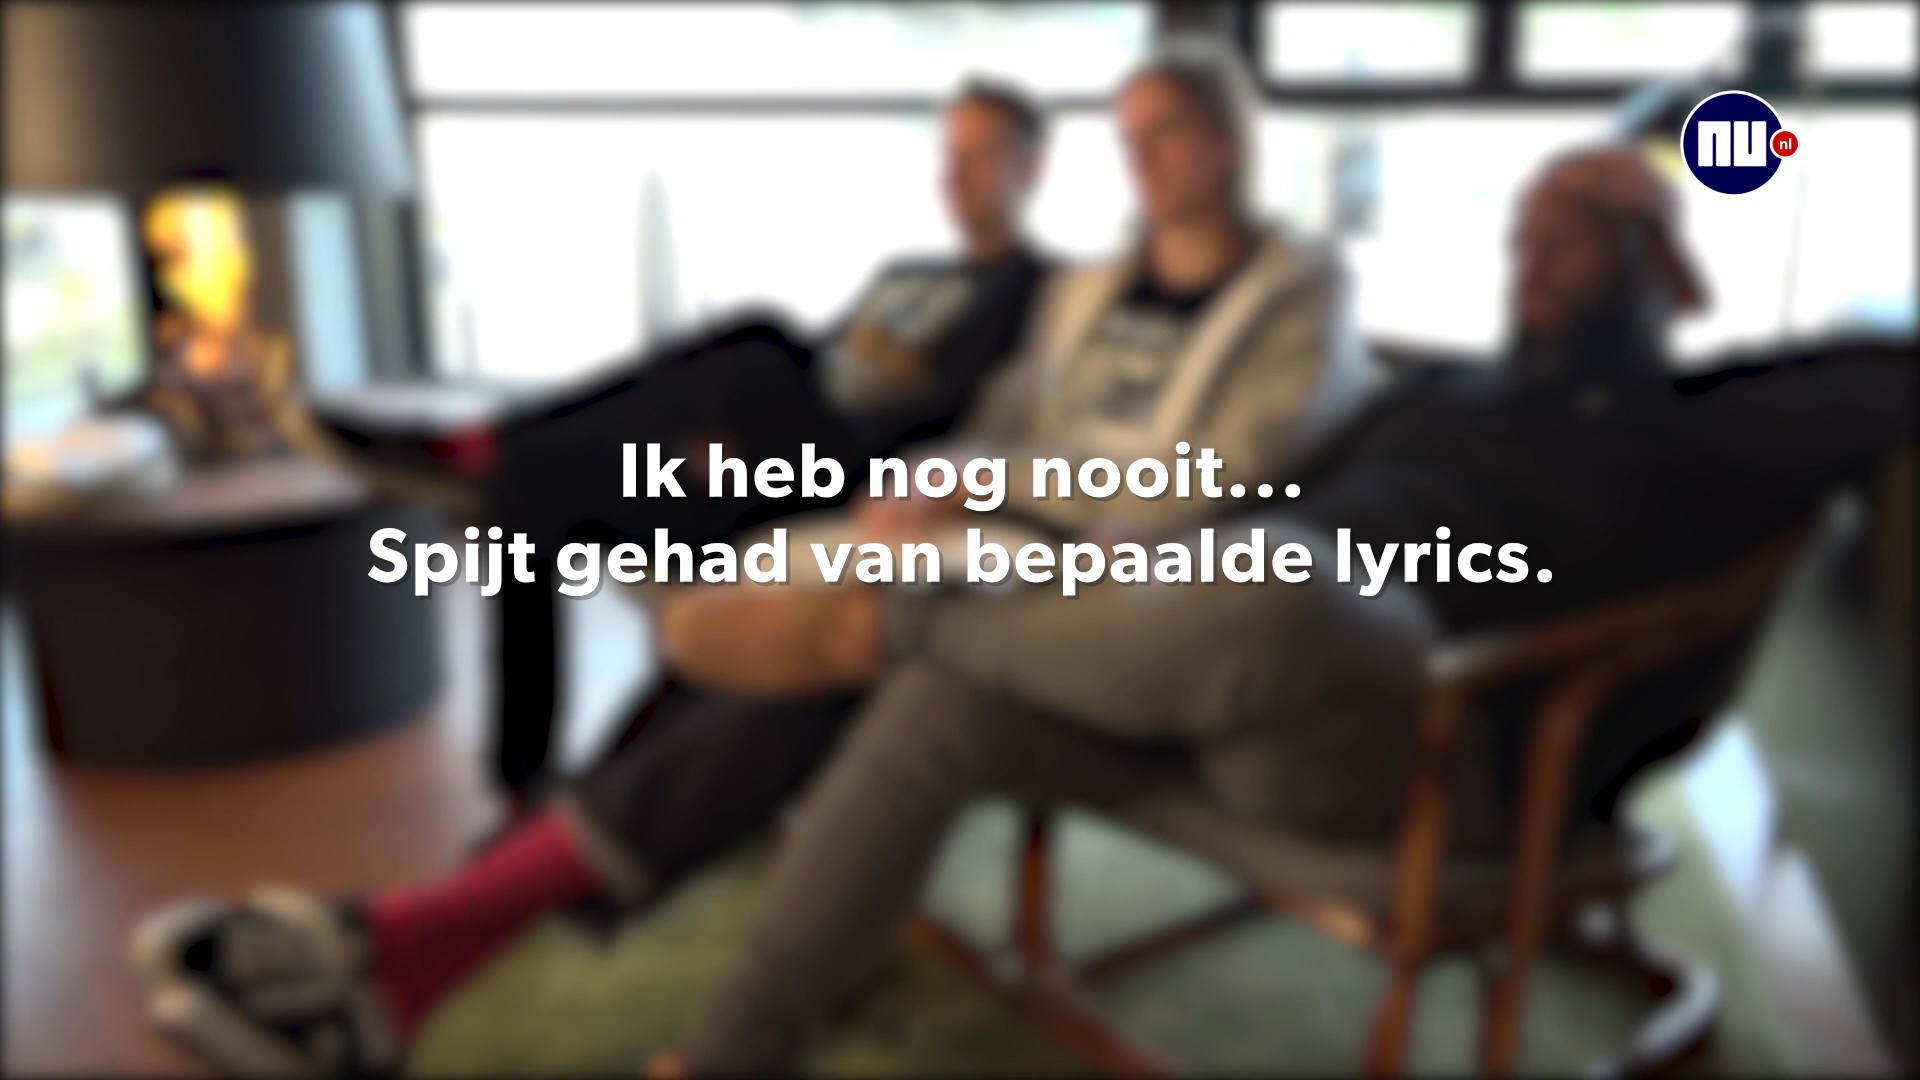 NU
nl
Ik heb nog nooit...
Spijt gehad van bepaalde lyrics.